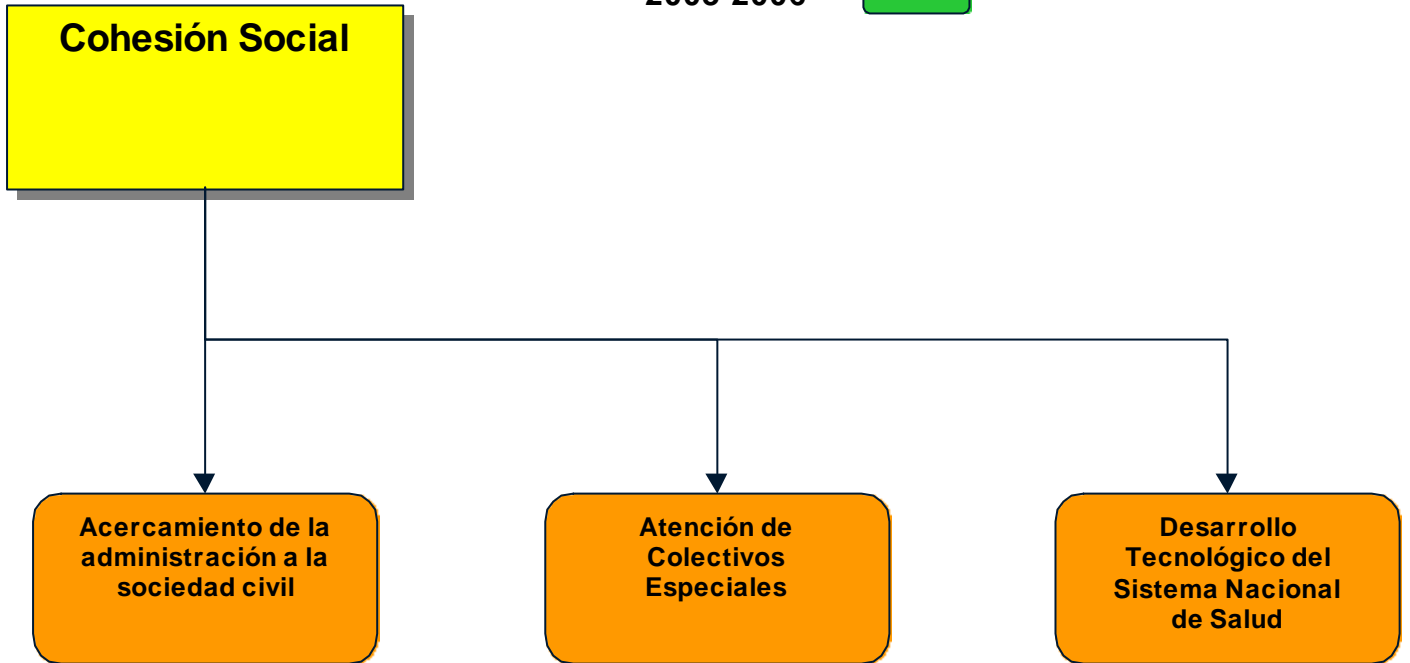 Cohesión Social
Acercamiento de la
administración a la
sociedad civil
Atención de
Colectivos
Especiales
Desarrollo
Tecnológico del
Sistema Nacional
de Salud